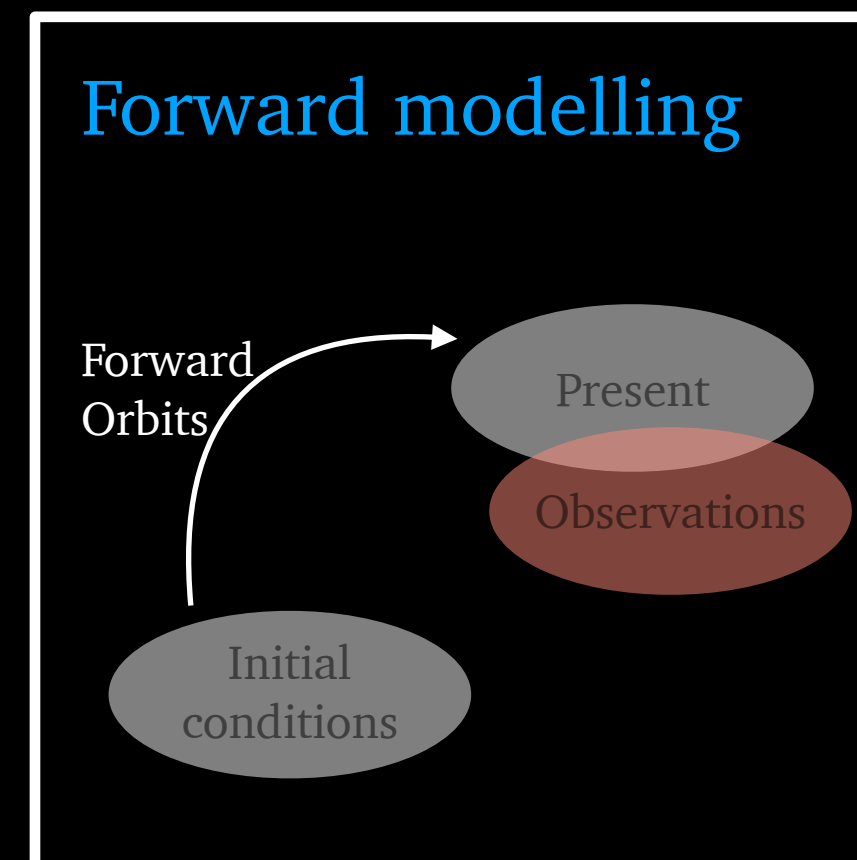 Forward modelling
Forward
Orbits
Present
Observations
Initial
conditions